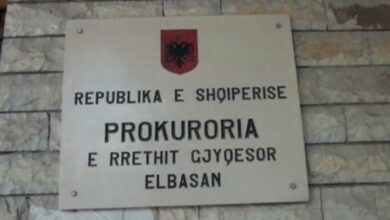 REPUBLIKA E SHQIPERISE
PROKURORIA
E RRETHIT GJYQESOR
ELBASAN